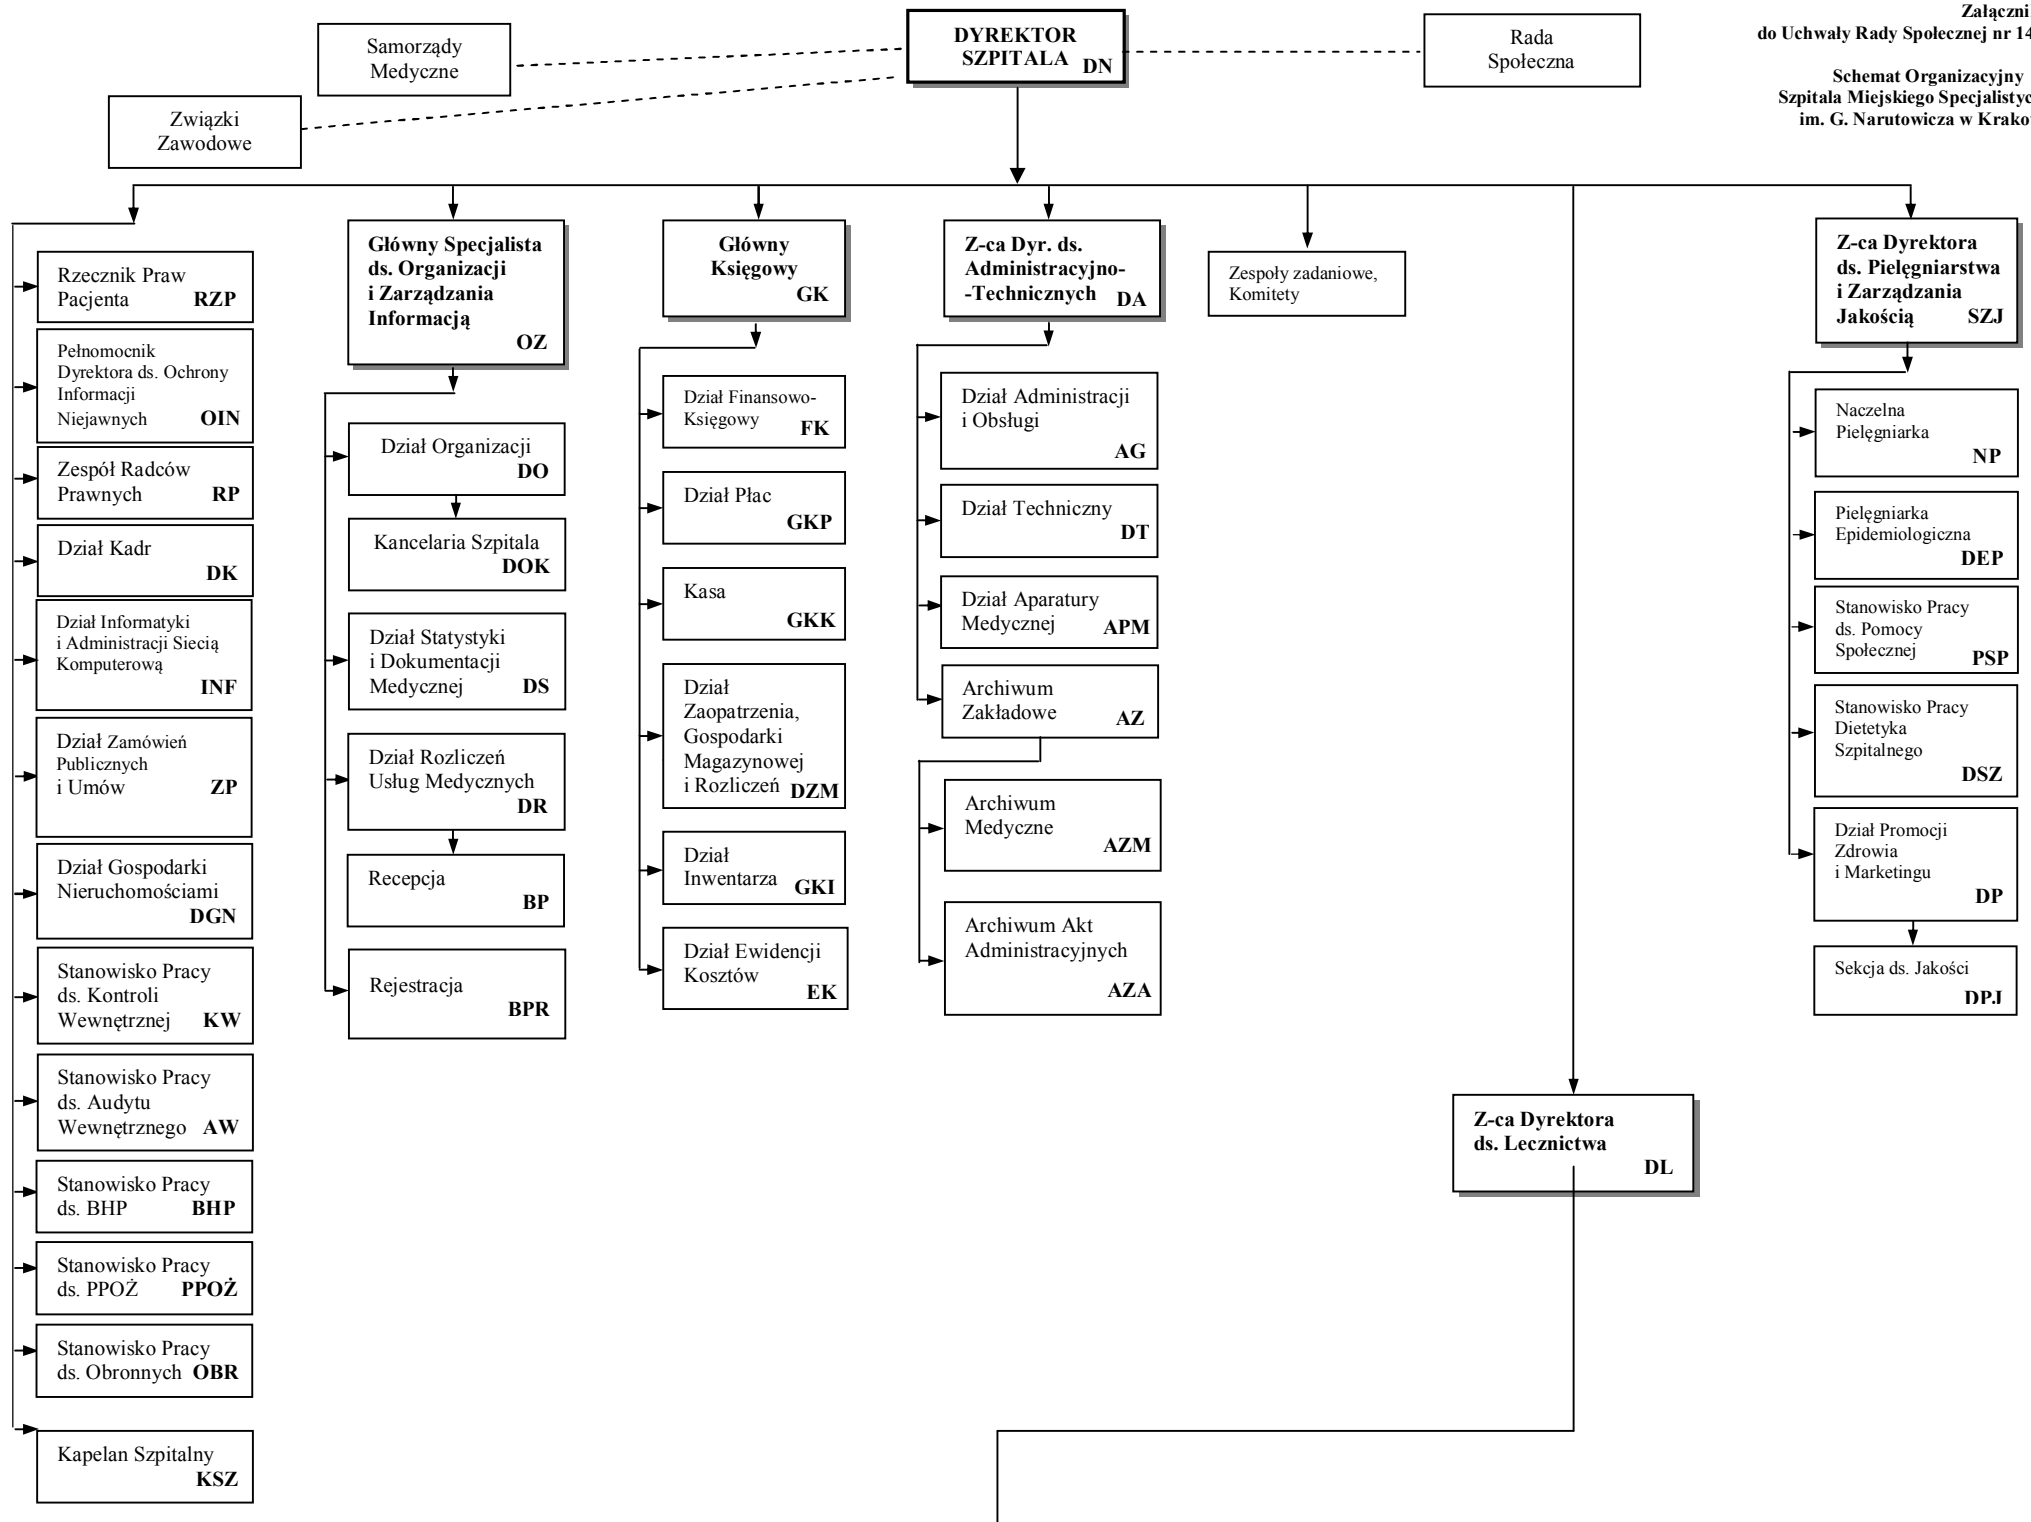 Samorządy
Medyczne
DYREKTOR
SZPITALA DN
Rada
Społeczna
do Uchwały Rady Społecznej nr 14
Schemat Organizacyjny
Szpitala Miejskiego
im. G. Narutowicza w
Związki
Zawodowe
Rzecznik Praw
Pacjenta RZP
Pełnomocnik
Dyrektora ds. Ochrony
Informacji
Niejawnych OIN
Zespół Radców
Prawnych RP
Dział Kadr
DK
Dział Informatyki
i Administracji Siecią
Komputerową
INF
Dział Zamówień
Publicznych
i Umów ZP
Dział Gospodarki
Nieruchomościami
DGN
Stanowisko Pracy
ds. Kontroli
Wewnętrznej KW
Stanowisko Pracy
ds. Audytu
Wewnętrznego AW
Stanowisko Pracy
ds. BHP BHP
Stanowisko Pracy
ds. PPOŻ PPOŻ
Stanowisko Pracy
ds. Obronnych OBR
Kapelan Szpitalny
KSZ
Główny Specjalista
ds. Organizacji
i Zarządzania
Informacją
OZ
Dział Organizacji
DO
Kancelaria Szpitala
DOK
Dział Statystyki
i Dokumentacji
Medycznej DS
Dział Rozliczeń
Usług Medycznych
DR
Recepcja
BP
Rejestracja
BPR
Główny
Księgowy
GK
Dział Finansowo-
Księgowy FK
Dział Płac
GKP
Kasa
GKK
Dział
Zaopatrzenia,
Gospodarki
Magazynowej
i Rozliczeń DZM
Dział
Inwentarza GKI
Dział Ewidencji
Kosztów EK
Z-ca Dyr. ds.
Administracyjno-
-Technicznych DA
Dział Administracji
i Obsługi
AG
Dział Techniczny
DT
Dział Aparatury
Medycznej APM
Archiwum
Zakładowe AZ
Archiwum
Medyczne
AZM
Archiwum Akt
Administracyjnych
AZA
Zespoły zadaniowe,
Komitety
Z-ca Dyrektora
ds. Lecznictwa
DL
Z-ca Dyrektora
ds. Pielęgniarstwa
i Zarządzania
Jakością SZJ
Naczelna
Pielęgniarka
NP
Pielęgniarka
Epidemiologiczna
DEP
Stanowisko Pracy
ds. Pomocy
Społecznej PSP
Stanowisko Pracy
Dietetyka
Szpitalnego
DSZ
Dział Promocji
Zdrowia
i Marketingu
DP
Sekcja ds. Jakości
DPJ